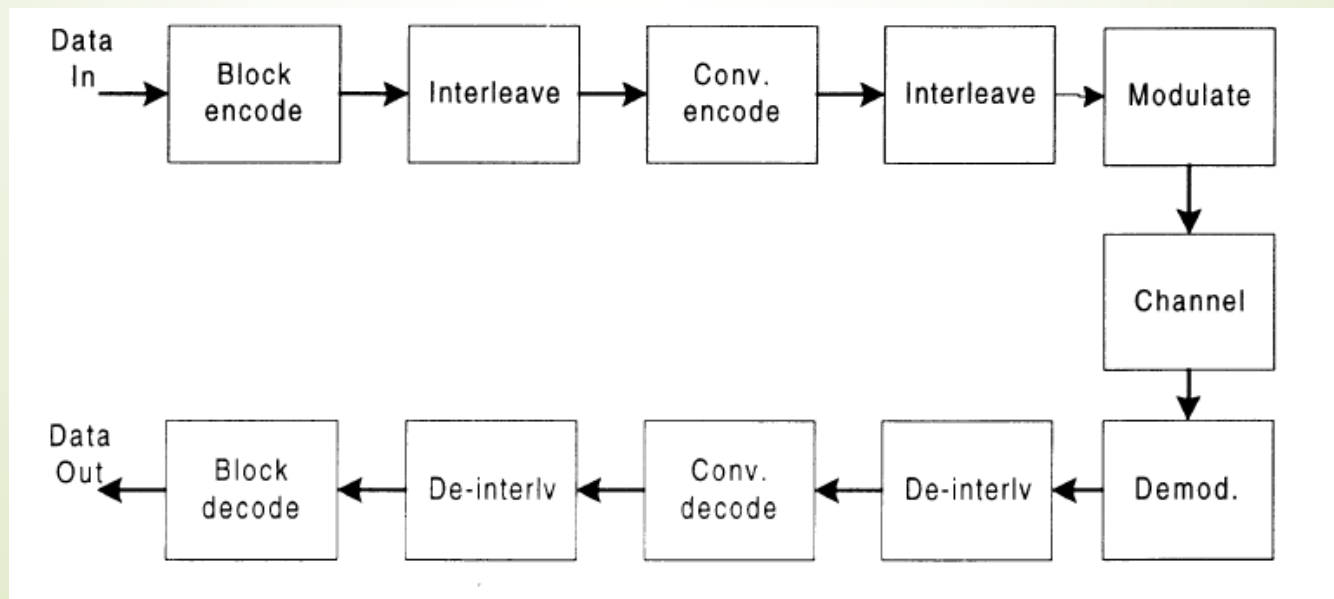 Data
In
Block
encode
Interleave
Conv.
encode
Interleave
Modulate
Channel
Data
Out
Block
decode
De-interlv
Conv.
decode
De-interlv
Demod.